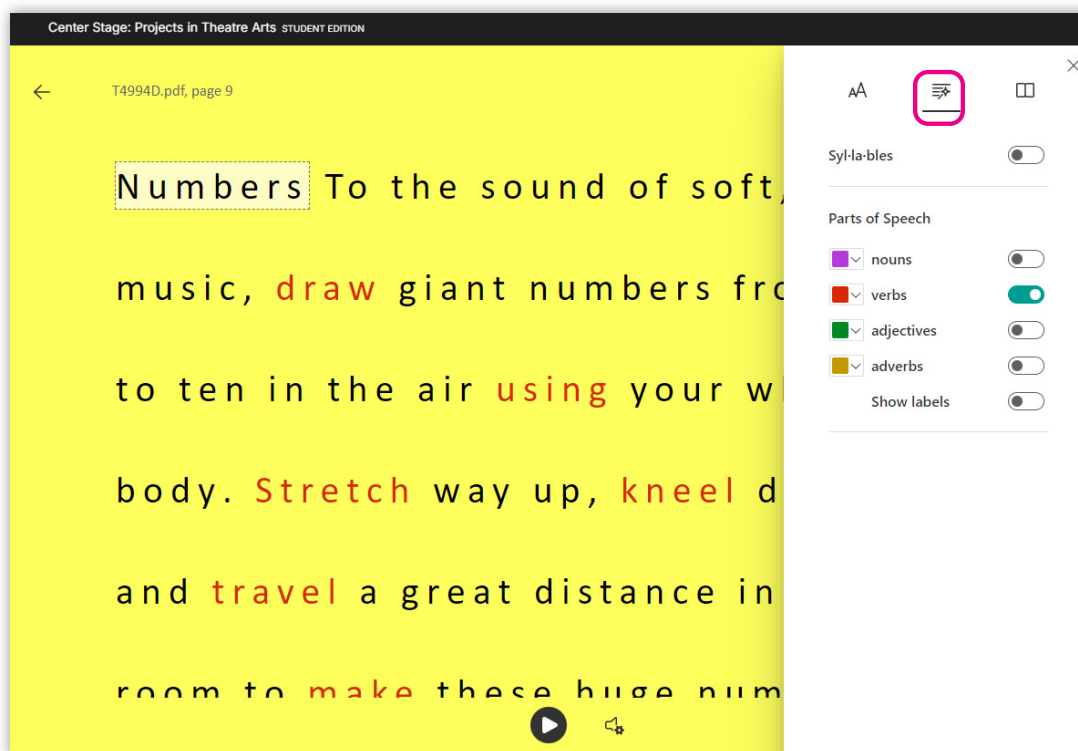 Center Stage: Projects in Theatre Arts STUDENT EDITION
T4994D.pdf, page 9
Numbers To the sound of soft,
music, draw giant numbers fro
to ten in the air using your w
body. Stretch way up, kneel d
and travel a great distance in
room to make these huge num
AA
Syl·la·bles
Parts of Speech
nouns
verbs
adjectives
adverbs
Show labels